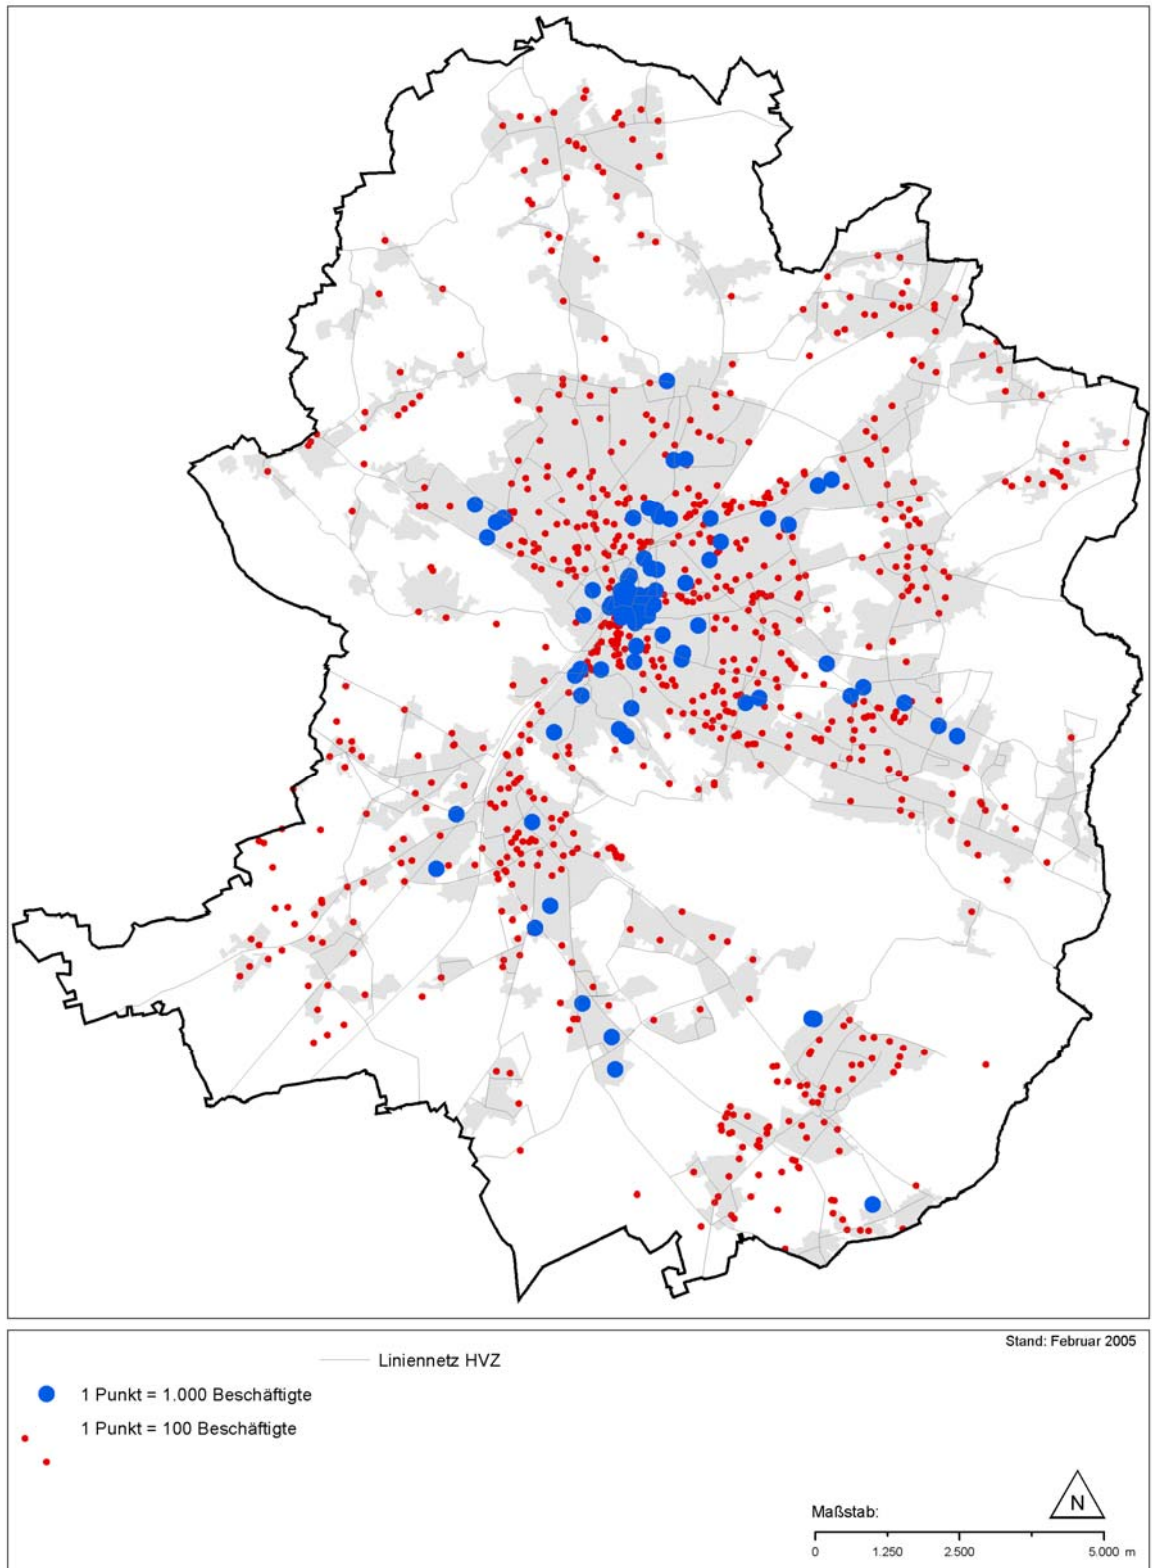 Stand: Februar 2005
Liniennetz HVZ
1 Punkt = 1.000 Beschäftigte
1 Punkt = 100 Beschäftigte
N
Maßstab:
0 1.250 2.500 5.000 m